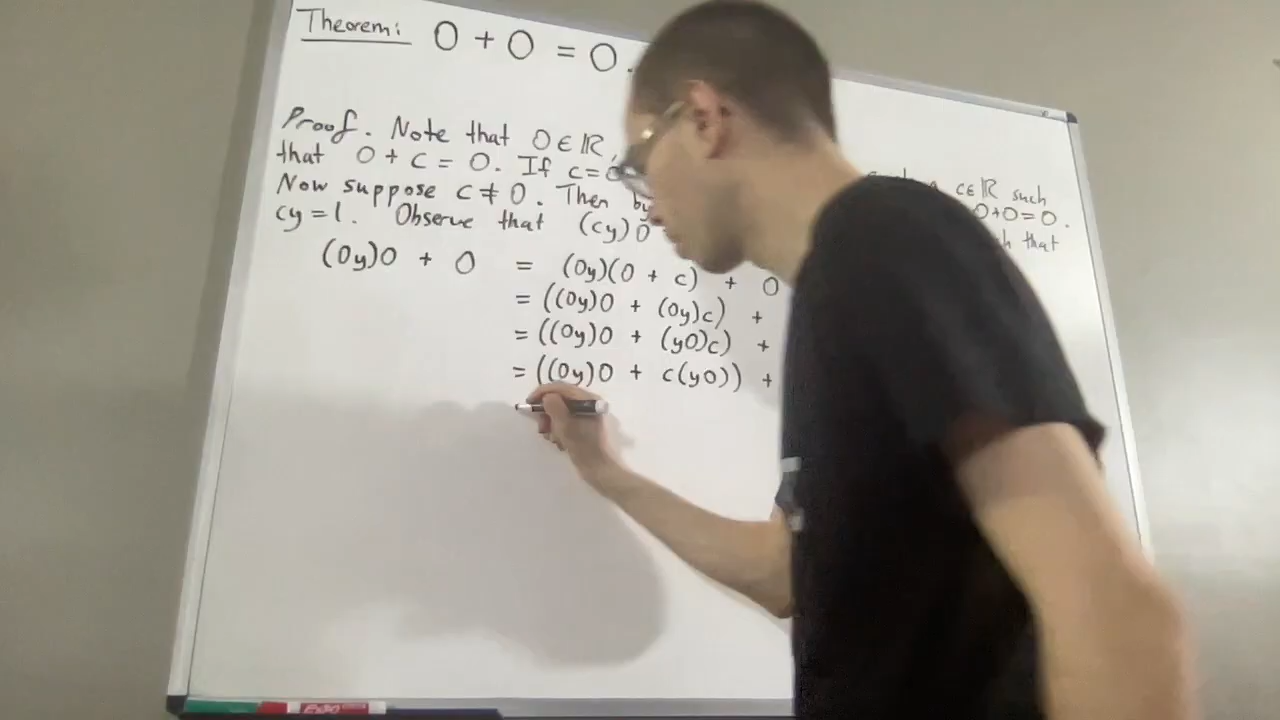 Theorem: 0 + 0 = 0.
Proof. Note that 0 ∈ ℝ, c∈ℝ such
that 0 + c = 0. If c= 0+0=0.
Now suppose c ≠ 0. Then by that
cy = 1. Observe that (cy)0
(0y)0 + 0 = (0y)(0 + c) + 0
= ((0y)0 + (0y)c) +
= ((0y)0 + (y0)c) +
= ((0y)0 + c(y0)) +
EXPO